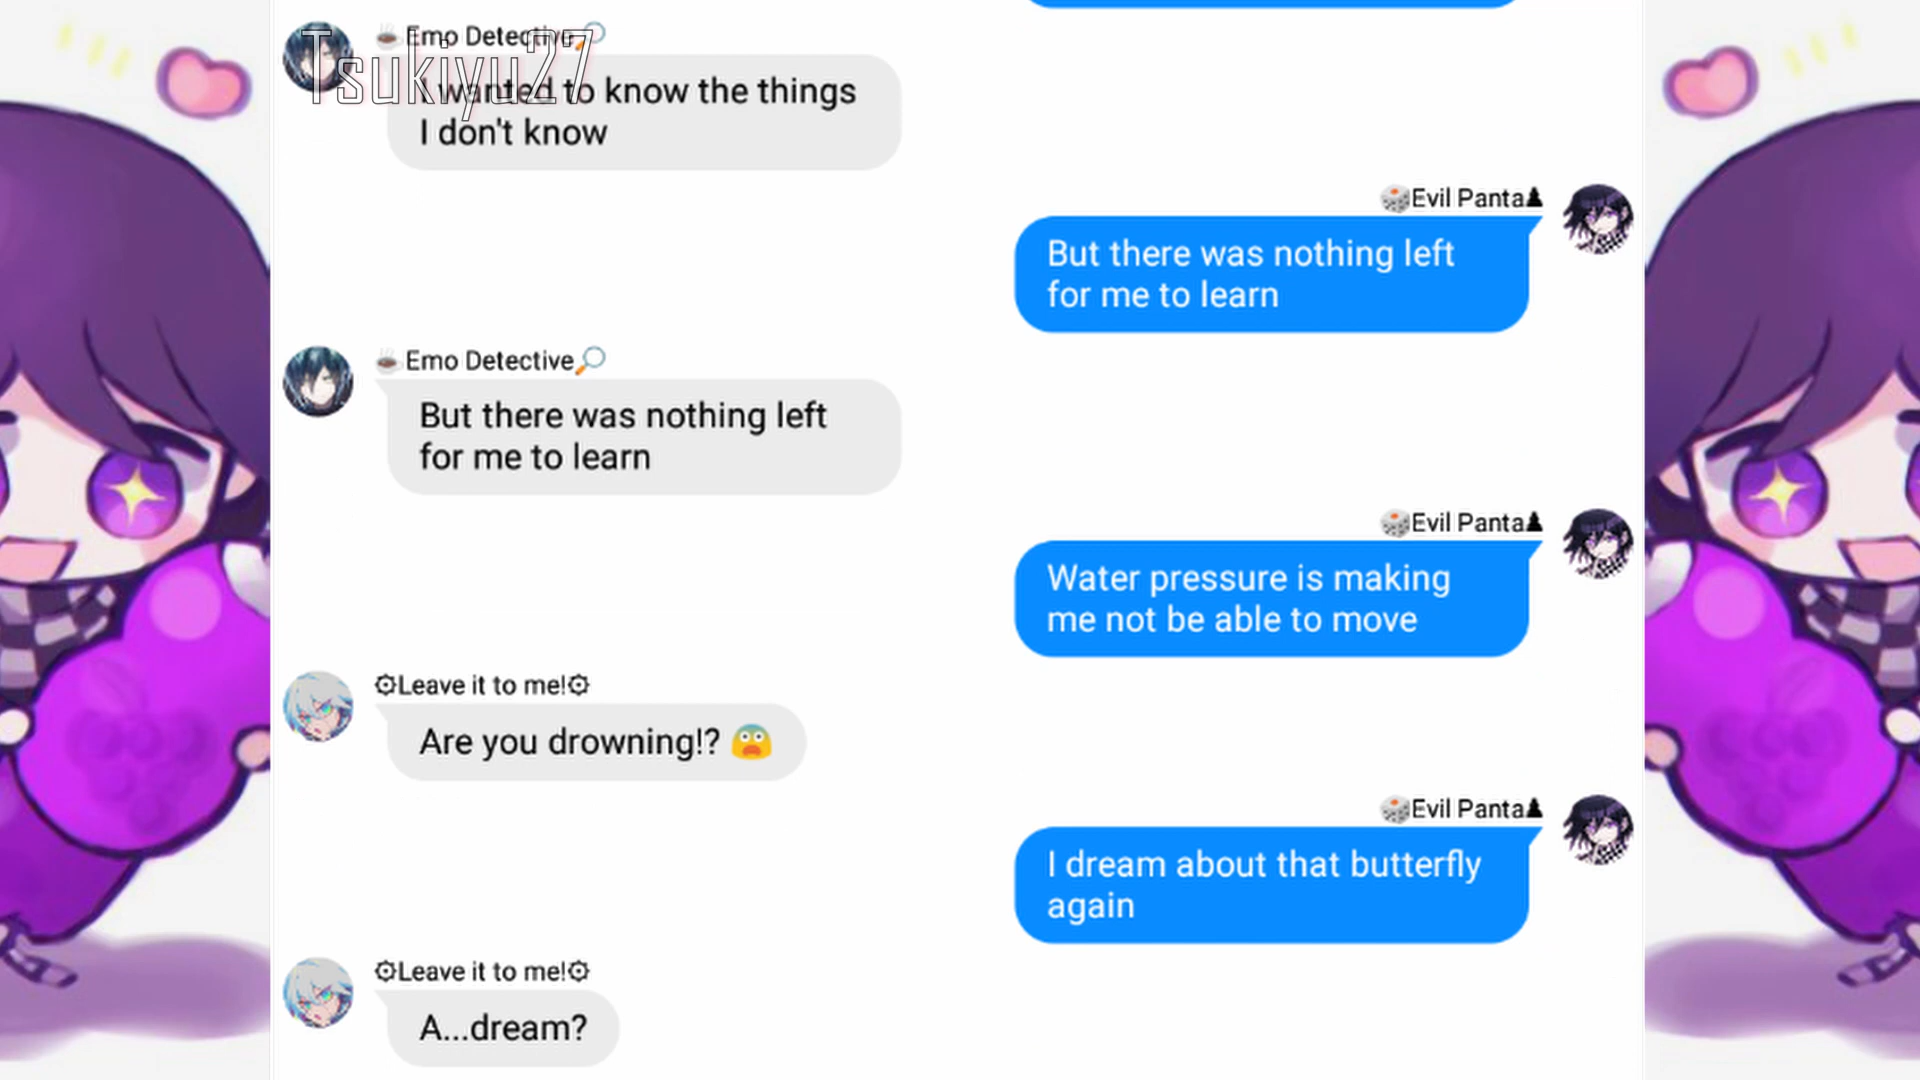 Emo Detective
Tsukiyu27
I wanted to know the things
I don't know
Evil Panta
But there was nothing left
for me to learn
Emo Detective
But there was nothing left
for me to learn
Evil Panta
Water pressure is making
me not be able to move
Leave it to me!
Are you drowning!?
Evil Panta
I dream about that butterfly
again
Leave it to me!
A...dream?